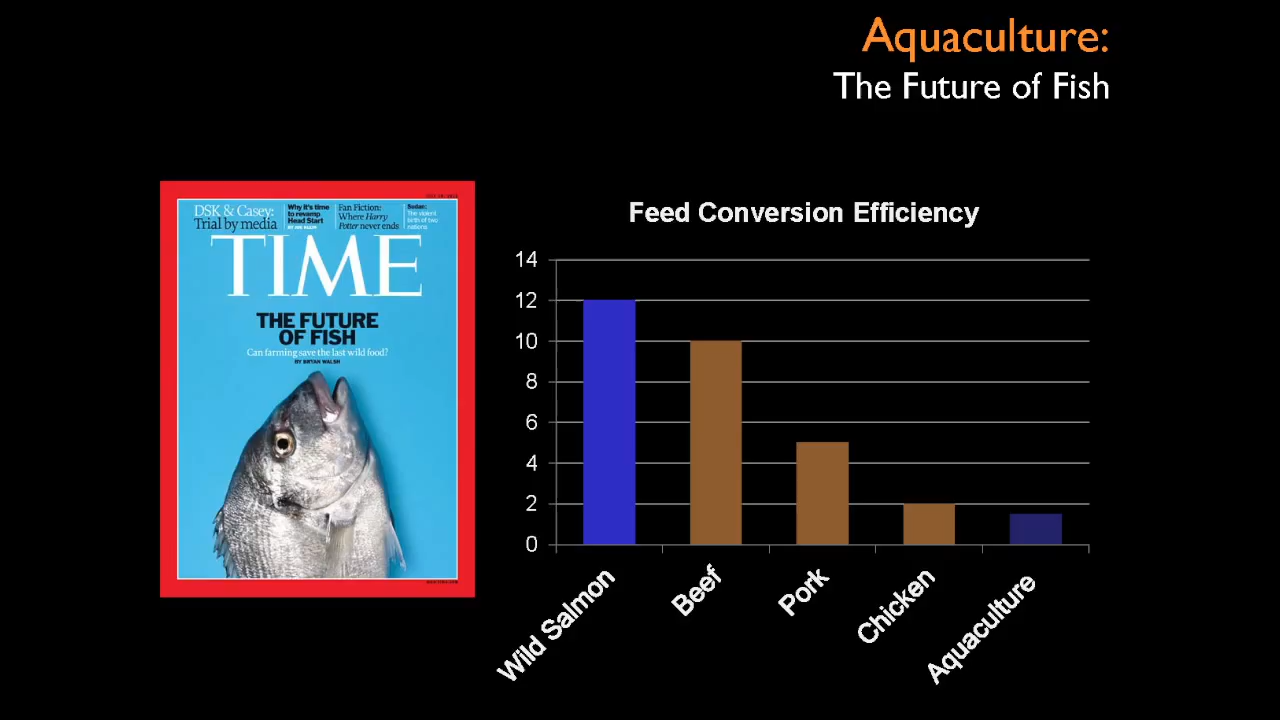 Aquaculture:
The Future of Fish
DSK & Casey:
Trial by media
Why it's time
to revamp
Head Start
Fan Fiction:
Where Harry
Potter never ends
Sudan:
The violent
birth of two
nations
TIME
THE FUTURE
OF FISH
Can farming save the last wild food?
BY BRYAN WALSH
Feed Conversion Efficiency
14
12
10
8
6
4
2
0
Wild Salmon
Beef
Pork
Chicken
Aquaculture